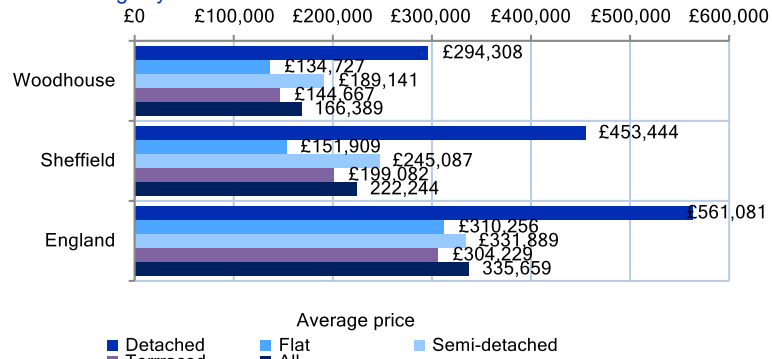 £0 £100,000 £200,000 £300,000 £400,000 £500,000 £600,000
£294,308
£134,727
Woodhouse £189,141
£144,667
166,389
£453,444
£151,909
Sheffield £245,087
£199,082
222,244
£561,081
£310,256
England £331,889
£304,229
335,659
Average price
Detached Flat Semi-detached
Terraced All